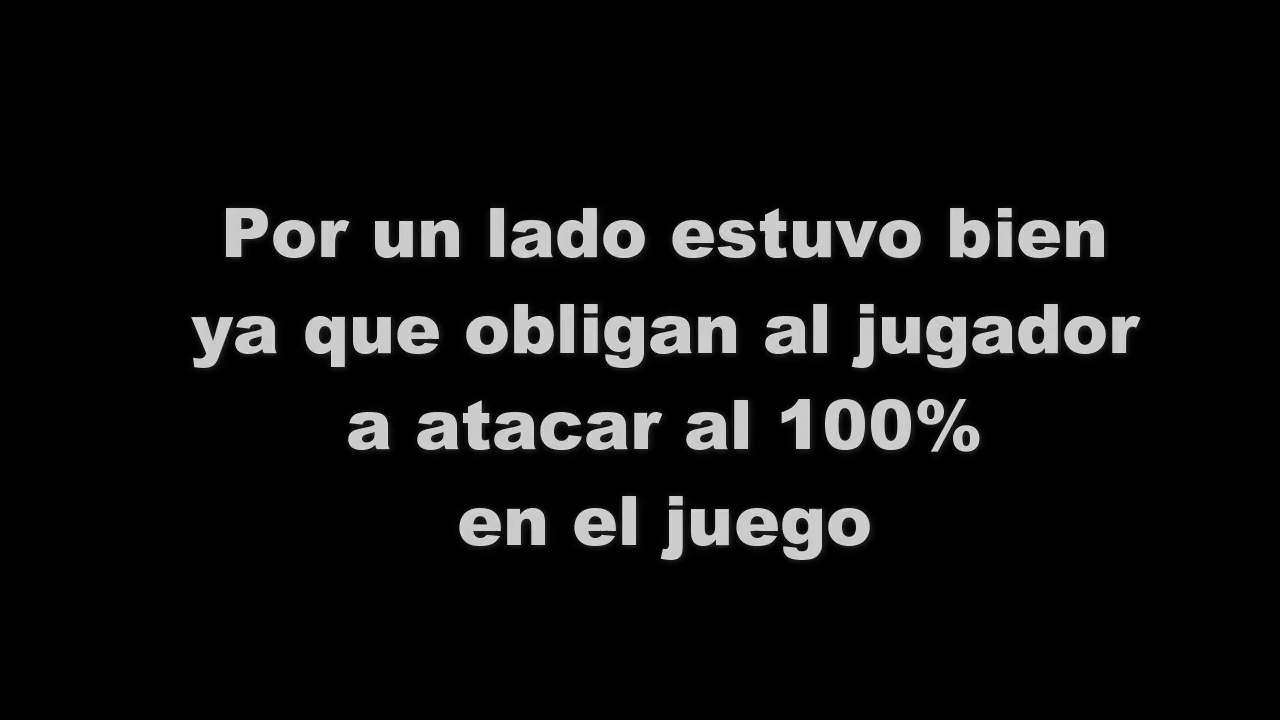 Por un lado estuvo bien
ya que obligan al jugador
a atacar al 100%
en el juego